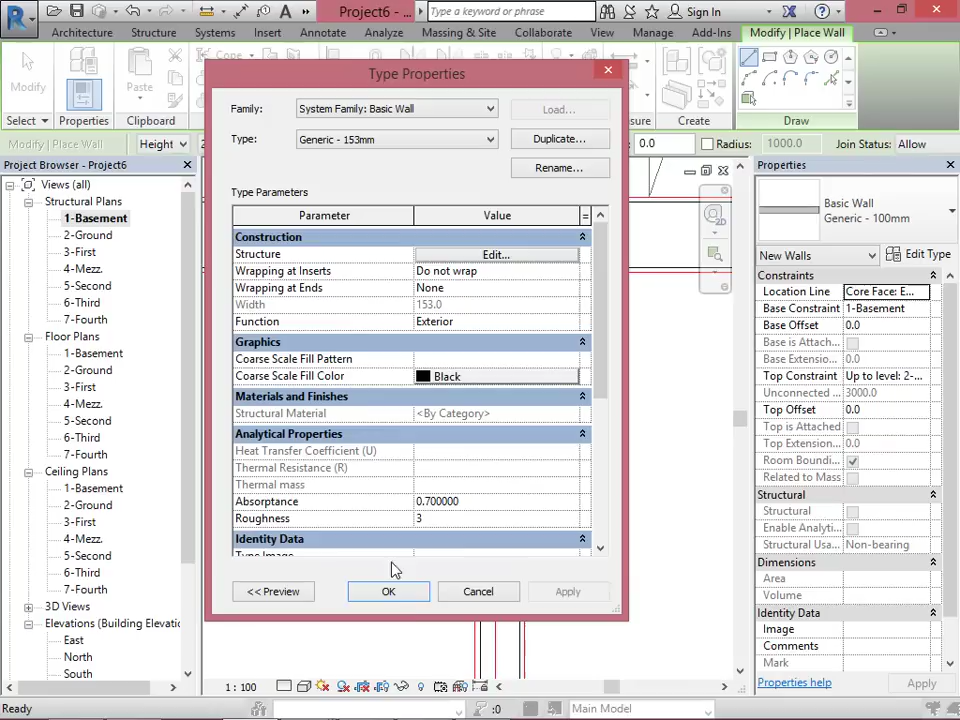 Project6 - ...
Type a keyword or phrase
Sign In
Architecture
Structure
Systems
Insert
Annotate
Analyze
Massing & Site
Collaborate
View
Manage
Add-Ins
Modify | Place Wall
Modify
Paste
Cope
Select
Properties
Clipboard
sure
Create
Draw
Modify | Place Wall
Height
0.0
Radius:
1000.0
Join Status:
Allow
Project Browser - Project6
Views (all)
Structural Plans
1-Basement
2-Ground
3-First
4-Mezz.
5-Second
6-Third
7-Fourth
Floor Plans
1-Basement
2-Ground
3-First
4-Mezz.
5-Second
6-Third
7-Fourth
Ceiling Plans
1-Basement
2-Ground
3-First
4-Mezz.
5-Second
6-Third
7-Fourth
3D Views
Elevations (Building Elevatio
East
North
South
Type Properties
Family:
System Family: Basic Wall
Load...
Type:
Generic - 153mm
Duplicate...
Rename...
Type Parameters
Parameter
Value
=
Construction
Structure
Edit...
Wrapping at Inserts
Do not wrap
Wrapping at Ends
None
Width
153.0
Function
Exterior
Graphics
Coarse Scale Fill Pattern
Coarse Scale Fill Color
Black
Materials and Finishes
Structural Material
<By Category>
Analytical Properties
Heat Transfer Coefficient (U)
Thermal Resistance (R)
Thermal mass
Absorptance
0.700000
Roughness
3
Identity Data
Type Image
<< Preview
OK
Cancel
Apply
Properties
Basic Wall
Generic - 100mm
New Walls
Edit Type
Constraints
Location Line
Core Face: E...
Base Constraint
1-Basement
Base Offset
0.0
Base is Attach...
Base Extensio...
0.0
Top Constraint
Up to level: 2-...
Unconnected ...
3000.0
Top Offset
0.0
Top is Attached
Top Extension...
0.0
Room Boundi...
Related to Mass
Structural
Structural
Enable Analyti...
Structural Usa...
Non-bearing
Dimensions
Area
Volume
Identity Data
Image
Comments
Mark
Properties help
Apply
1 : 100
Ready
:0
Main Model